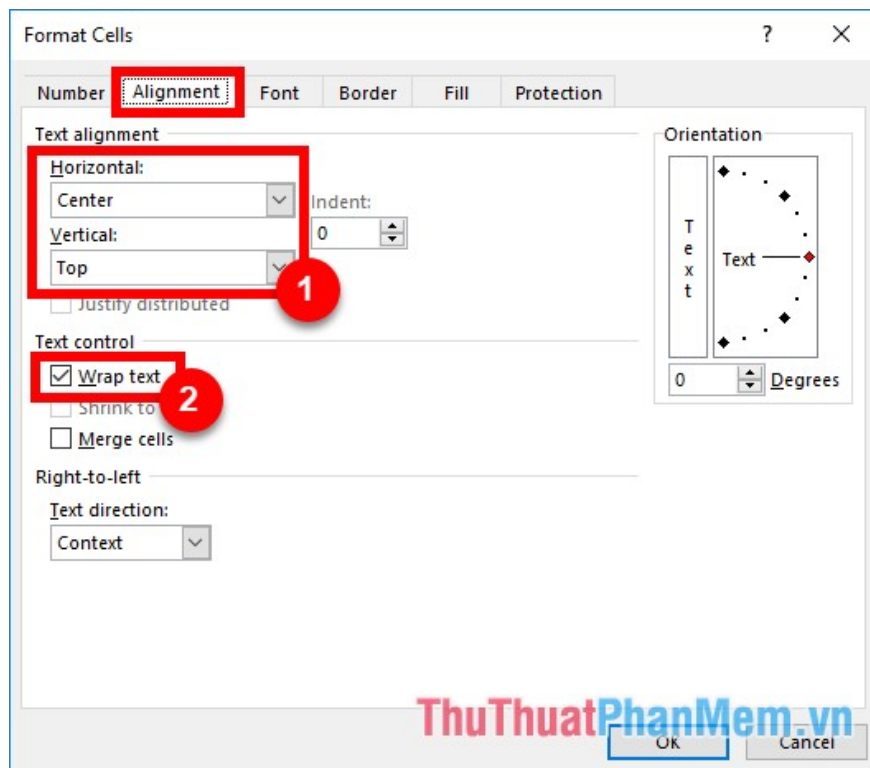 Format Cells
?
Number Alignment Font Border Fill Protection
Text alignment
Horizontal:
Center
Indent:
0
Vertical:
Top
1
Justify distributed
Text control
Wrap text
2
Shrink to
Merge cells
Right-to-left
Text direction:
Context
Orientation
Text
Text
0 Degrees
ThuThuatPhanMem.vn
OK Cancel